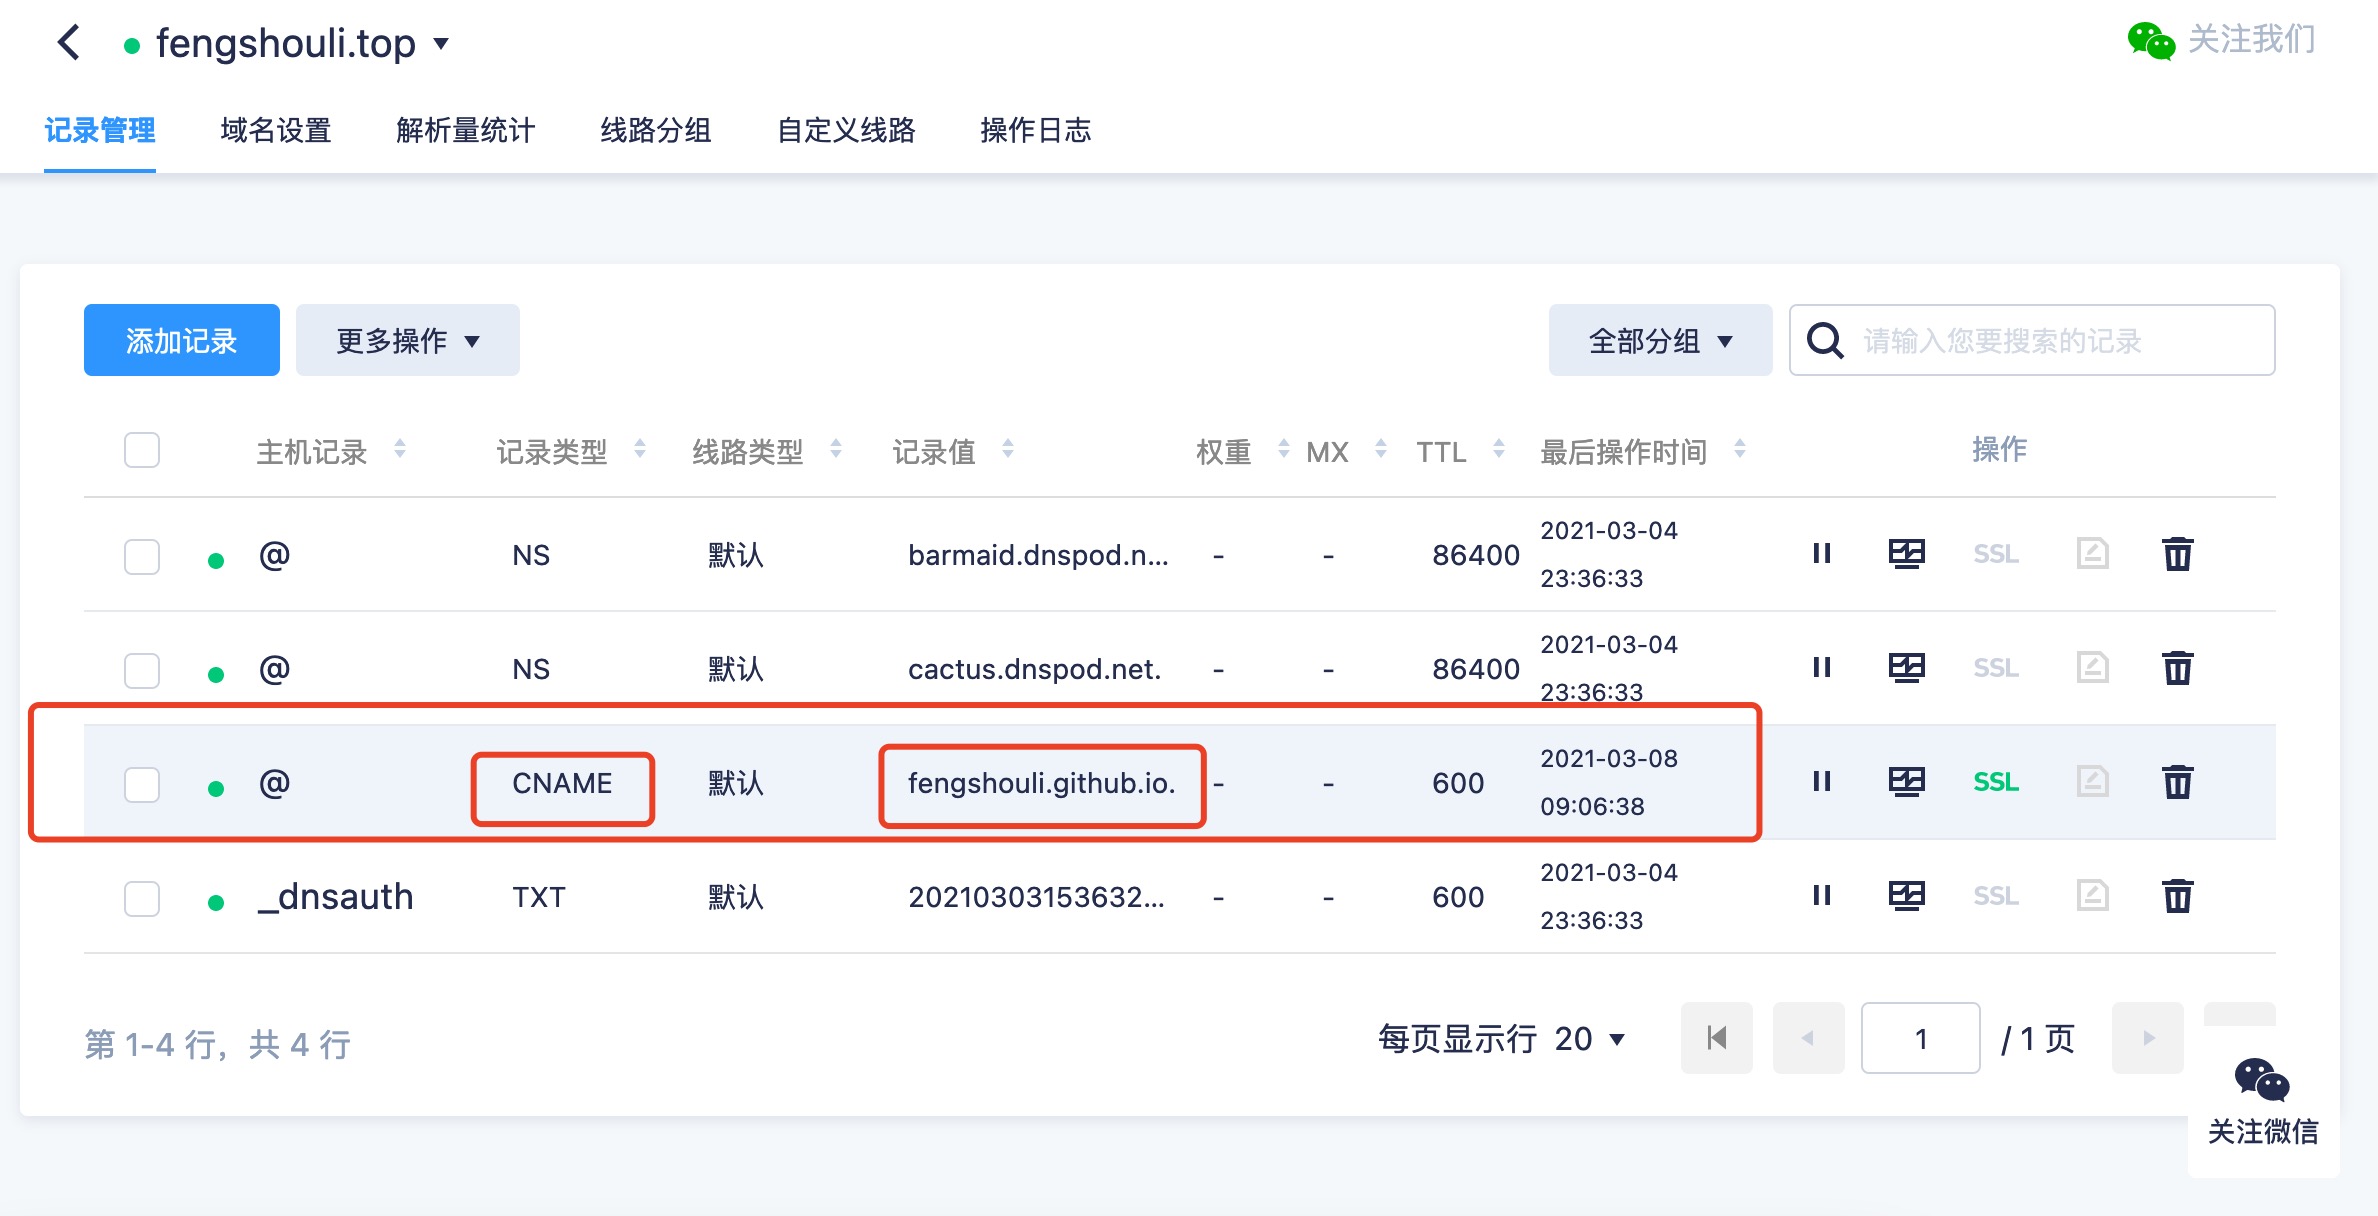 fengshouli.top
关注我们
记录管理 域名设置 解析量统计 线路分组 自定义线路 操作日志
添加记录 更多操作 全部分组 请输入您要搜索的记录
主机记录 记录类型 线路类型 记录值 权重 MX TTL 最后操作时间 操作
@ NS 默认 barmaid.dnspod.n... - - 86400 2021-03-04 23:36:33 SSL
@ NS 默认 cactus.dnspod.net. - - 86400 2021-03-04 23:36:33 SSL
@ CNAME 默认 fengshouli.github.io. - - 600 2021-03-08 09:06:38 SSL
_dnsauth TXT 默认 20210303153632... - - 600 2021-03-04 23:36:33 SSL
第 1-4 行，共 4 行 每页显示行 20 1 / 1 页
关注微信